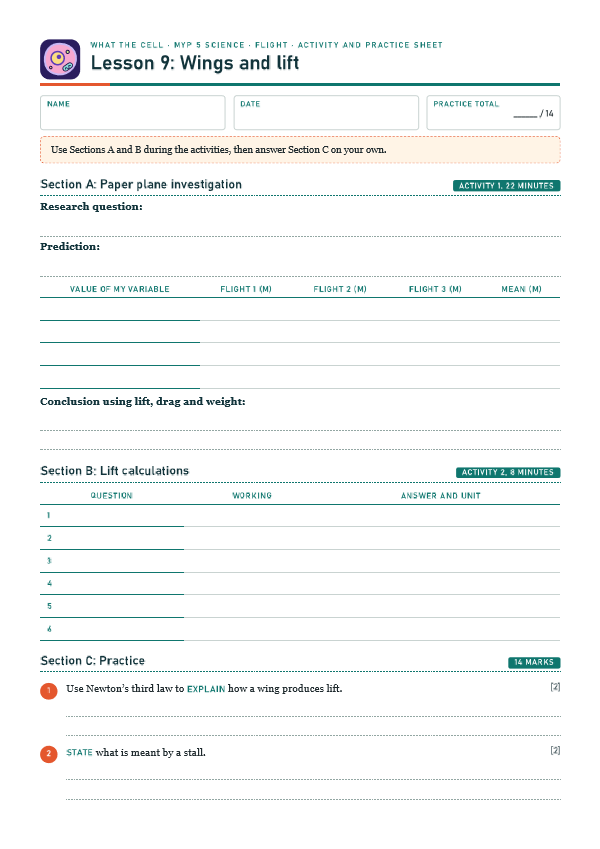 WHAT THE CELL · MYP 5 SCIENCE · FLIGHT · ACTIVITY AND PRACTICE SHEET
Lesson 9: Wings and lift
NAME
DATE
PRACTICE TOTAL
_____ / 14
Use Sections A and B during the activities, then answer Section C on your own.
Section A: Paper plane investigation
ACTIVITY 1, 22 MINUTES
Research question:
Prediction:
VALUE OF MY VARIABLE FLIGHT 1 (M) FLIGHT 2 (M) FLIGHT 3 (M) MEAN (M)
Conclusion using lift, drag and weight:
Section B: Lift calculations
ACTIVITY 2, 8 MINUTES
QUESTION WORKING ANSWER AND UNIT
1
2
3
4
5
6
Section C: Practice
14 MARKS
1 Use Newton's third law to EXPLAIN how a wing produces lift. [2]
2 STATE what is meant by a stall. [2]